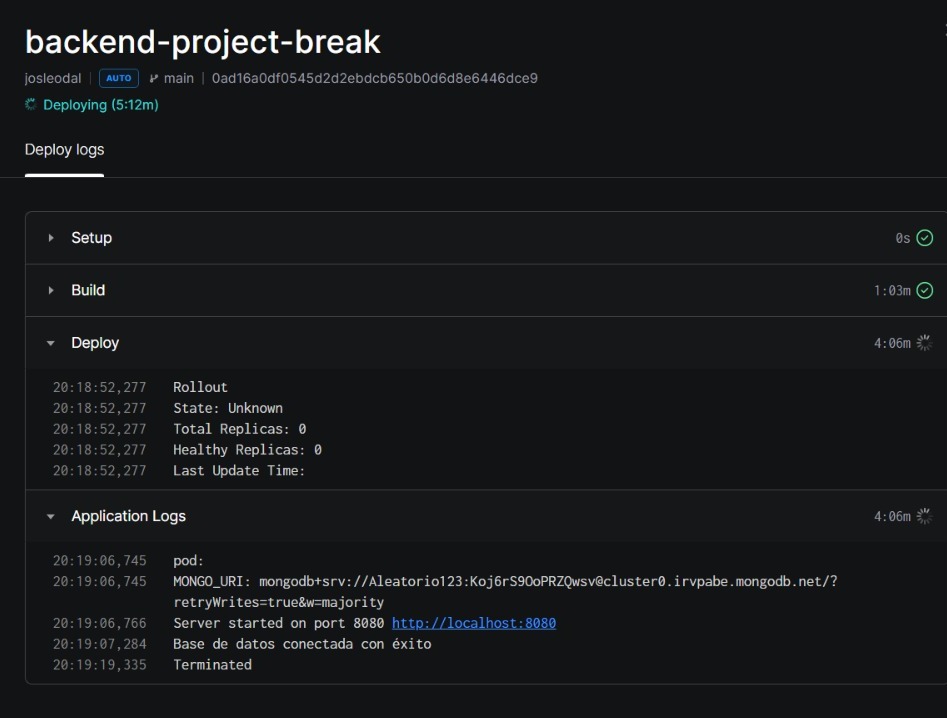 backend-project-break
josleodal | AUTO main | 0ad16a0df0545d2d2ebdcb650b0d6d8e6446dce9
Deploying (5:12m)
Deploy logs
Setup 0s
Build 1:03m
Deploy 4:06m
20:18:52,277 Rollout
20:18:52,277 State: Unknown
20:18:52,277 Total Replicas: 0
20:18:52,277 Healthy Replicas: 0
20:18:52,277 Last Update Time:
Application Logs 4:06m
20:19:06,745 pod:
20:19:06,745 MONGO_URI: mongodb+srv://Aleatorio123:Koj6rS9OoPRZQwsv@cluster0.irvpabe.mongodb.net/?
retryWrites=true&w=majority
20:19:06,766 Server started on port 8080 http://localhost:8080
20:19:07,284 Base de datos conectada con éxito
20:19:19,335 Terminated